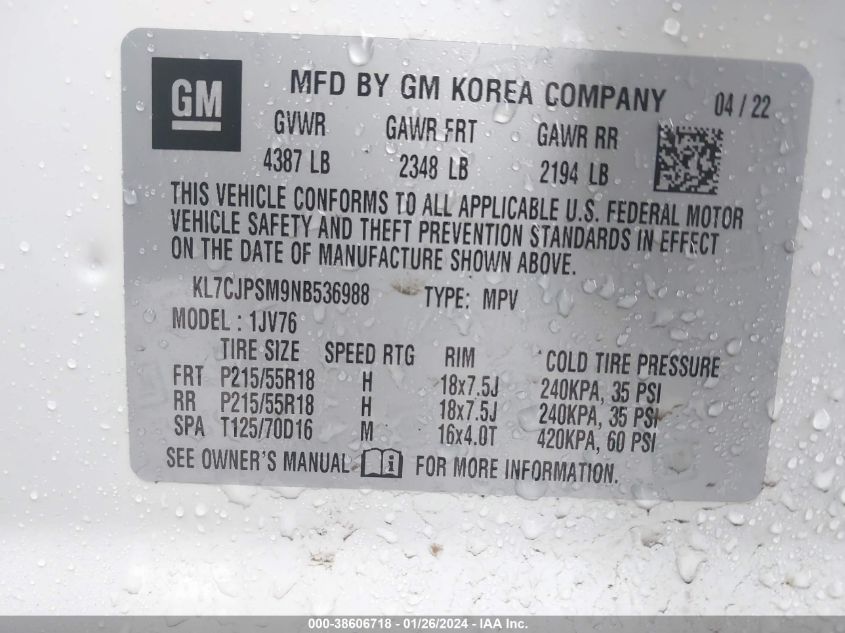 GM
MFD BY GM KOREA COMPANY 04 / 22
GVWR GAWR FRT GAWR RR
4387 LB 2348 LB 2194 LB
THIS VEHICLE CONFORMS TO ALL APPLICABLE U.S. FEDERAL MOTOR
VEHICLE SAFETY AND THEFT PREVENTION STANDARDS IN EFFECT
ON THE DATE OF MANUFACTURE SHOWN ABOVE.
KL7CJPSM9NB536988 TYPE: MPV
MODEL : 1JV76
TIRE SIZE SPEED RTG RIM COLD TIRE PRESSURE
FRT P215/55R18 H 18x7.5J 240KPA, 35 PSI
RR P215/55R18 H 18x7.5J 240KPA, 35 PSI
SPA T125/70D16 M 16x4.0T 420KPA, 60 PSI
SEE OWNER'S MANUAL i FOR MORE INFORMATION.
000-38606718 - 01/26/2024 - IAA Inc.